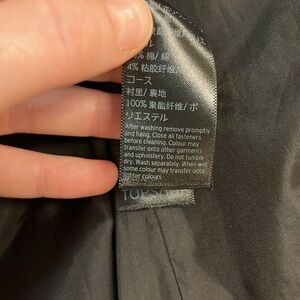 棉/ 綿
4% 粘胶纤维/
コース
衬里/ 裏地
100% 聚酯纤维/ ポ
リエステル
After washing remove promptly
and hang. Close all fasteners
before cleaning. Colour may
transfer onto other garments
and upholstery. Do not tumble
dry. Wash separately. When wet
some colour may transfer onto
lighter colours.